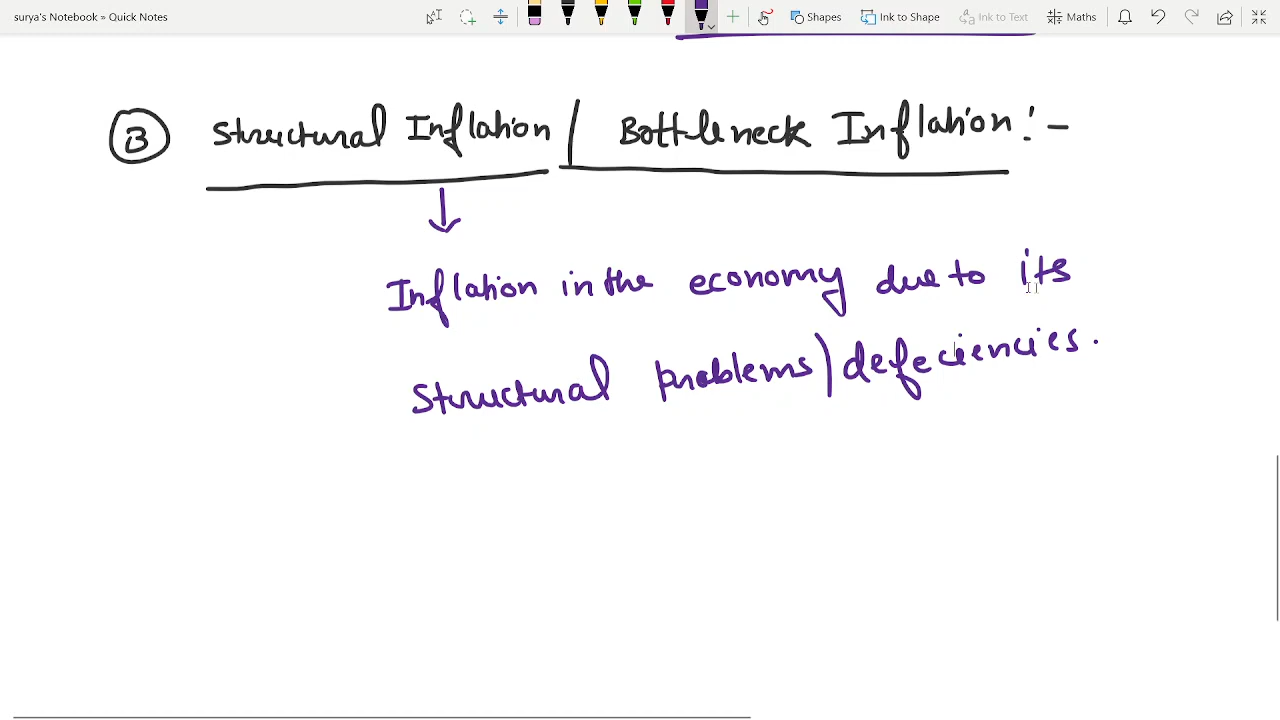 surya's Notebook » Quick Notes
Shapes
Ink to Shape
Ink to Text
Maths
B Structural Inflation / Bottleneck Inflation :-
Inflation in the economy due to its
Structural problems / defeciencies.